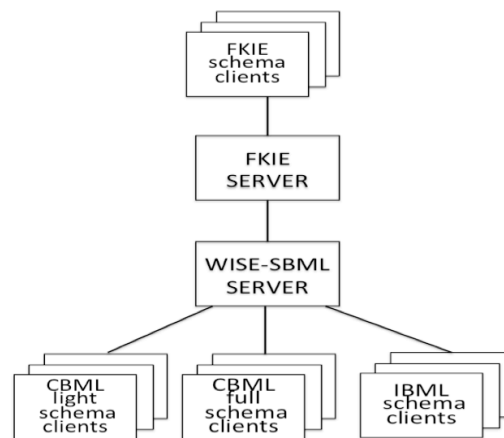 FKIE
schema
clients
FKIE
SERVER
WISE-SBML
SERVER
CBML
light
schema
clients
CBML
full
schema
clients
IBML
schema
clients